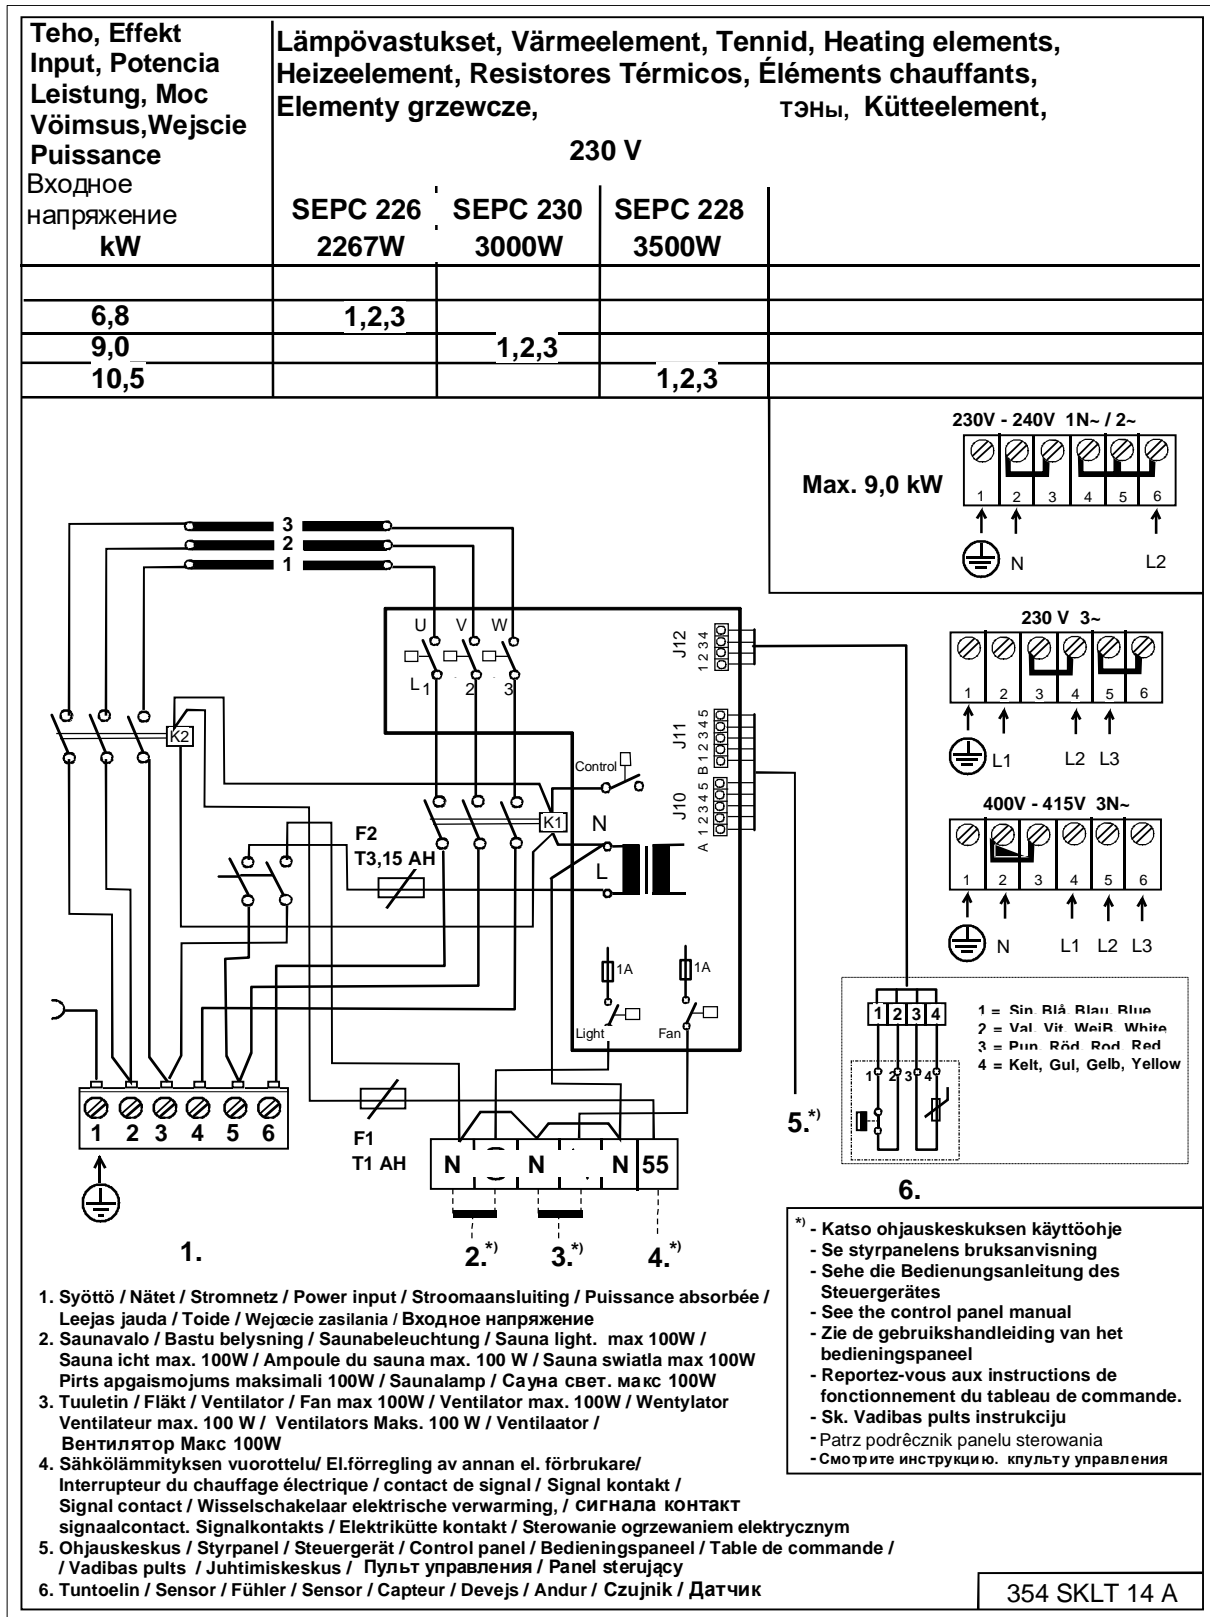 Teho, Effekt
Input, Potencia
Leistung, Moc
Vöimsus,Wejscie
Puissance
Входное
напряжение
kW
Lämpövastukset, Värmeelement, Tennid, Heating elements,
Heizeelement, Resistores Térmicos, Éléments chauffants,
Elementy grzewcze, ТЭНы, Kütteelement,
230 V
SEPC 226 SEPC 230 SEPC 228
2267W 3000W 3500W
6,8 1,2,3
9,0 1,2,3
10,5 1,2,3
230V - 240V 1N~ / 2~
Max. 9,0 kW
1 2 3 4 5 6
N L2
230 V 3~
1 2 3 4 5 6
L1 L2 L3
400V - 415V 3N~
1 2 3 4 5 6
N L1 L2 L3
3
2
1
U V W
L1 2 3
J12
1 2 3 4
J11
B 1 2 3 4 5
J10
A 1 2 3 4 5
K2
Control
K1
N
L
F2
T3,15 AH
1A 1A
Light Fan
1 2 3 4
1 = Sin, Blå, Blau, Blue
2 = Val, Vit, WeiB, White
3 = Pun, Röd, Rod, Red
4 = Kelt, Gul, Gelb, Yellow
1 2 3 4
5.*)
6.
1 2 3 4 5 6
F1
T1 AH
N N N 55
1.
2.*) 3.*) 4.*)
*) - Katso ohjauskeskuksen käyttöohje
- Se styrpanelens bruksanvisning
- Sehe die Bedienungsanleitung des
Steuergerätes
- See the control panel manual
- Zie de gebruikshandleiding van het
bedieningspaneel
- Reportez-vous aux instructions de
fonctionnement du tableau de commande.
- Sk. Vadibas pults instrukciju
- Patrz podrêcznik panelu sterowania
- Смотрите инструкцию. кпульту управления
1. Syöttö / Nätet / Stromnetz / Power input / Stroomaansluiting / Puissance absorbée /
Leejas jauda / Toide / Wejœcie zasilania / Входное напряжение
2. Saunavalo / Bastu belysning / Saunabeleuchtung / Sauna light. max 100W /
Sauna icht max. 100W / Ampoule du sauna max. 100 W / Sauna swiatla max 100W
Pirts apgaismojums maksimali 100W / Saunalamp / Сауна свет. макс 100W
3. Tuuletin / Fläkt / Ventilator / Fan max 100W / Ventilator max. 100W / Wentylator
Ventilateur max. 100 W / Ventilators Maks. 100 W / Ventilaator /
Вентилятор Макс 100W
4. Sähkölämmityksen vuorottelu/ El.förregling av annan el. förbrukare/
Interrupteur du chauffage électrique / contact de signal / Signal kontakt /
Signal contact / Wisselschakelaar elektrische verwarming, / сигнала контакт
signaalcontact. Signalkontakts / Elektrikütte kontakt / Sterowanie ogrzewaniem elektrycznym
5. Ohjauskeskus / Styrpanel / Steuergerät / Control panel / Bedieningspaneel / Table de commande /
/ Vadibas pults / Juhtimiskeskus / Пульт управления / Panel sterujący
6. Tuntoelin / Sensor / Fühler / Sensor / Capteur / Devejs / Andur / Czujnik / Датчик
354 SKLT 14 A